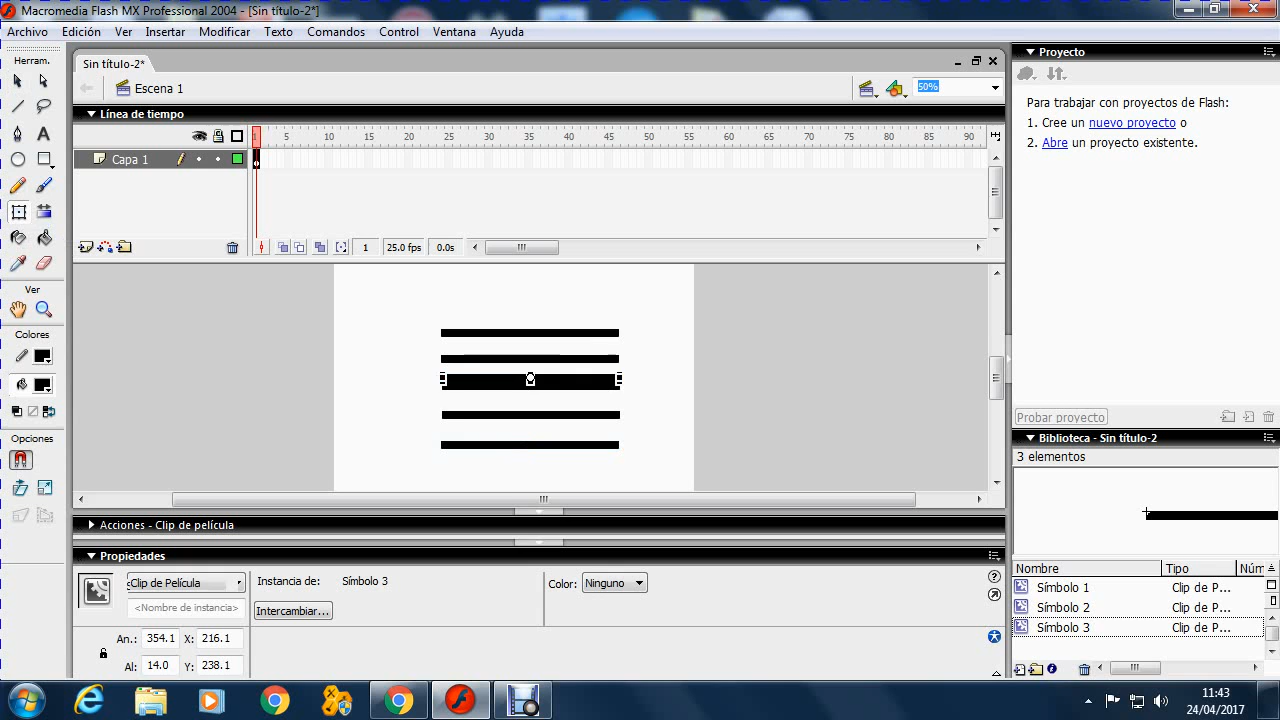 Macromedia Flash MX Professional 2004 - [Sin título-2*]
Archivo Edición Ver Insertar Modificar Texto Comandos Control Ventana Ayuda
Herram.
Sin título-2*
Escena 1
50%
Línea de tiempo
1 5 10 15 20 25 30 35 40 45 50 55 60 65 70 75 80 85 90
Capa 1
1 25.0 fps 0.0s
Ver
Colores
Opciones
Acciones - Clip de película
Propiedades
Clip de Película
<Nombre de instancia>
Instancia de: Símbolo 3
Intercambiar...
Color: Ninguno
An.: 354.1 X: 216.1
Al: 14.0 Y: 238.1
Proyecto
Para trabajar con proyectos de Flash:
1. Cree un nuevo proyecto o
2. Abre un proyecto existente.
Probar proyecto
Biblioteca - Sin título-2
3 elementos
Nombre Tipo Núm
Símbolo 1 Clip de P...
Símbolo 2 Clip de P...
Símbolo 3 Clip de P...
11:43
24/04/2017